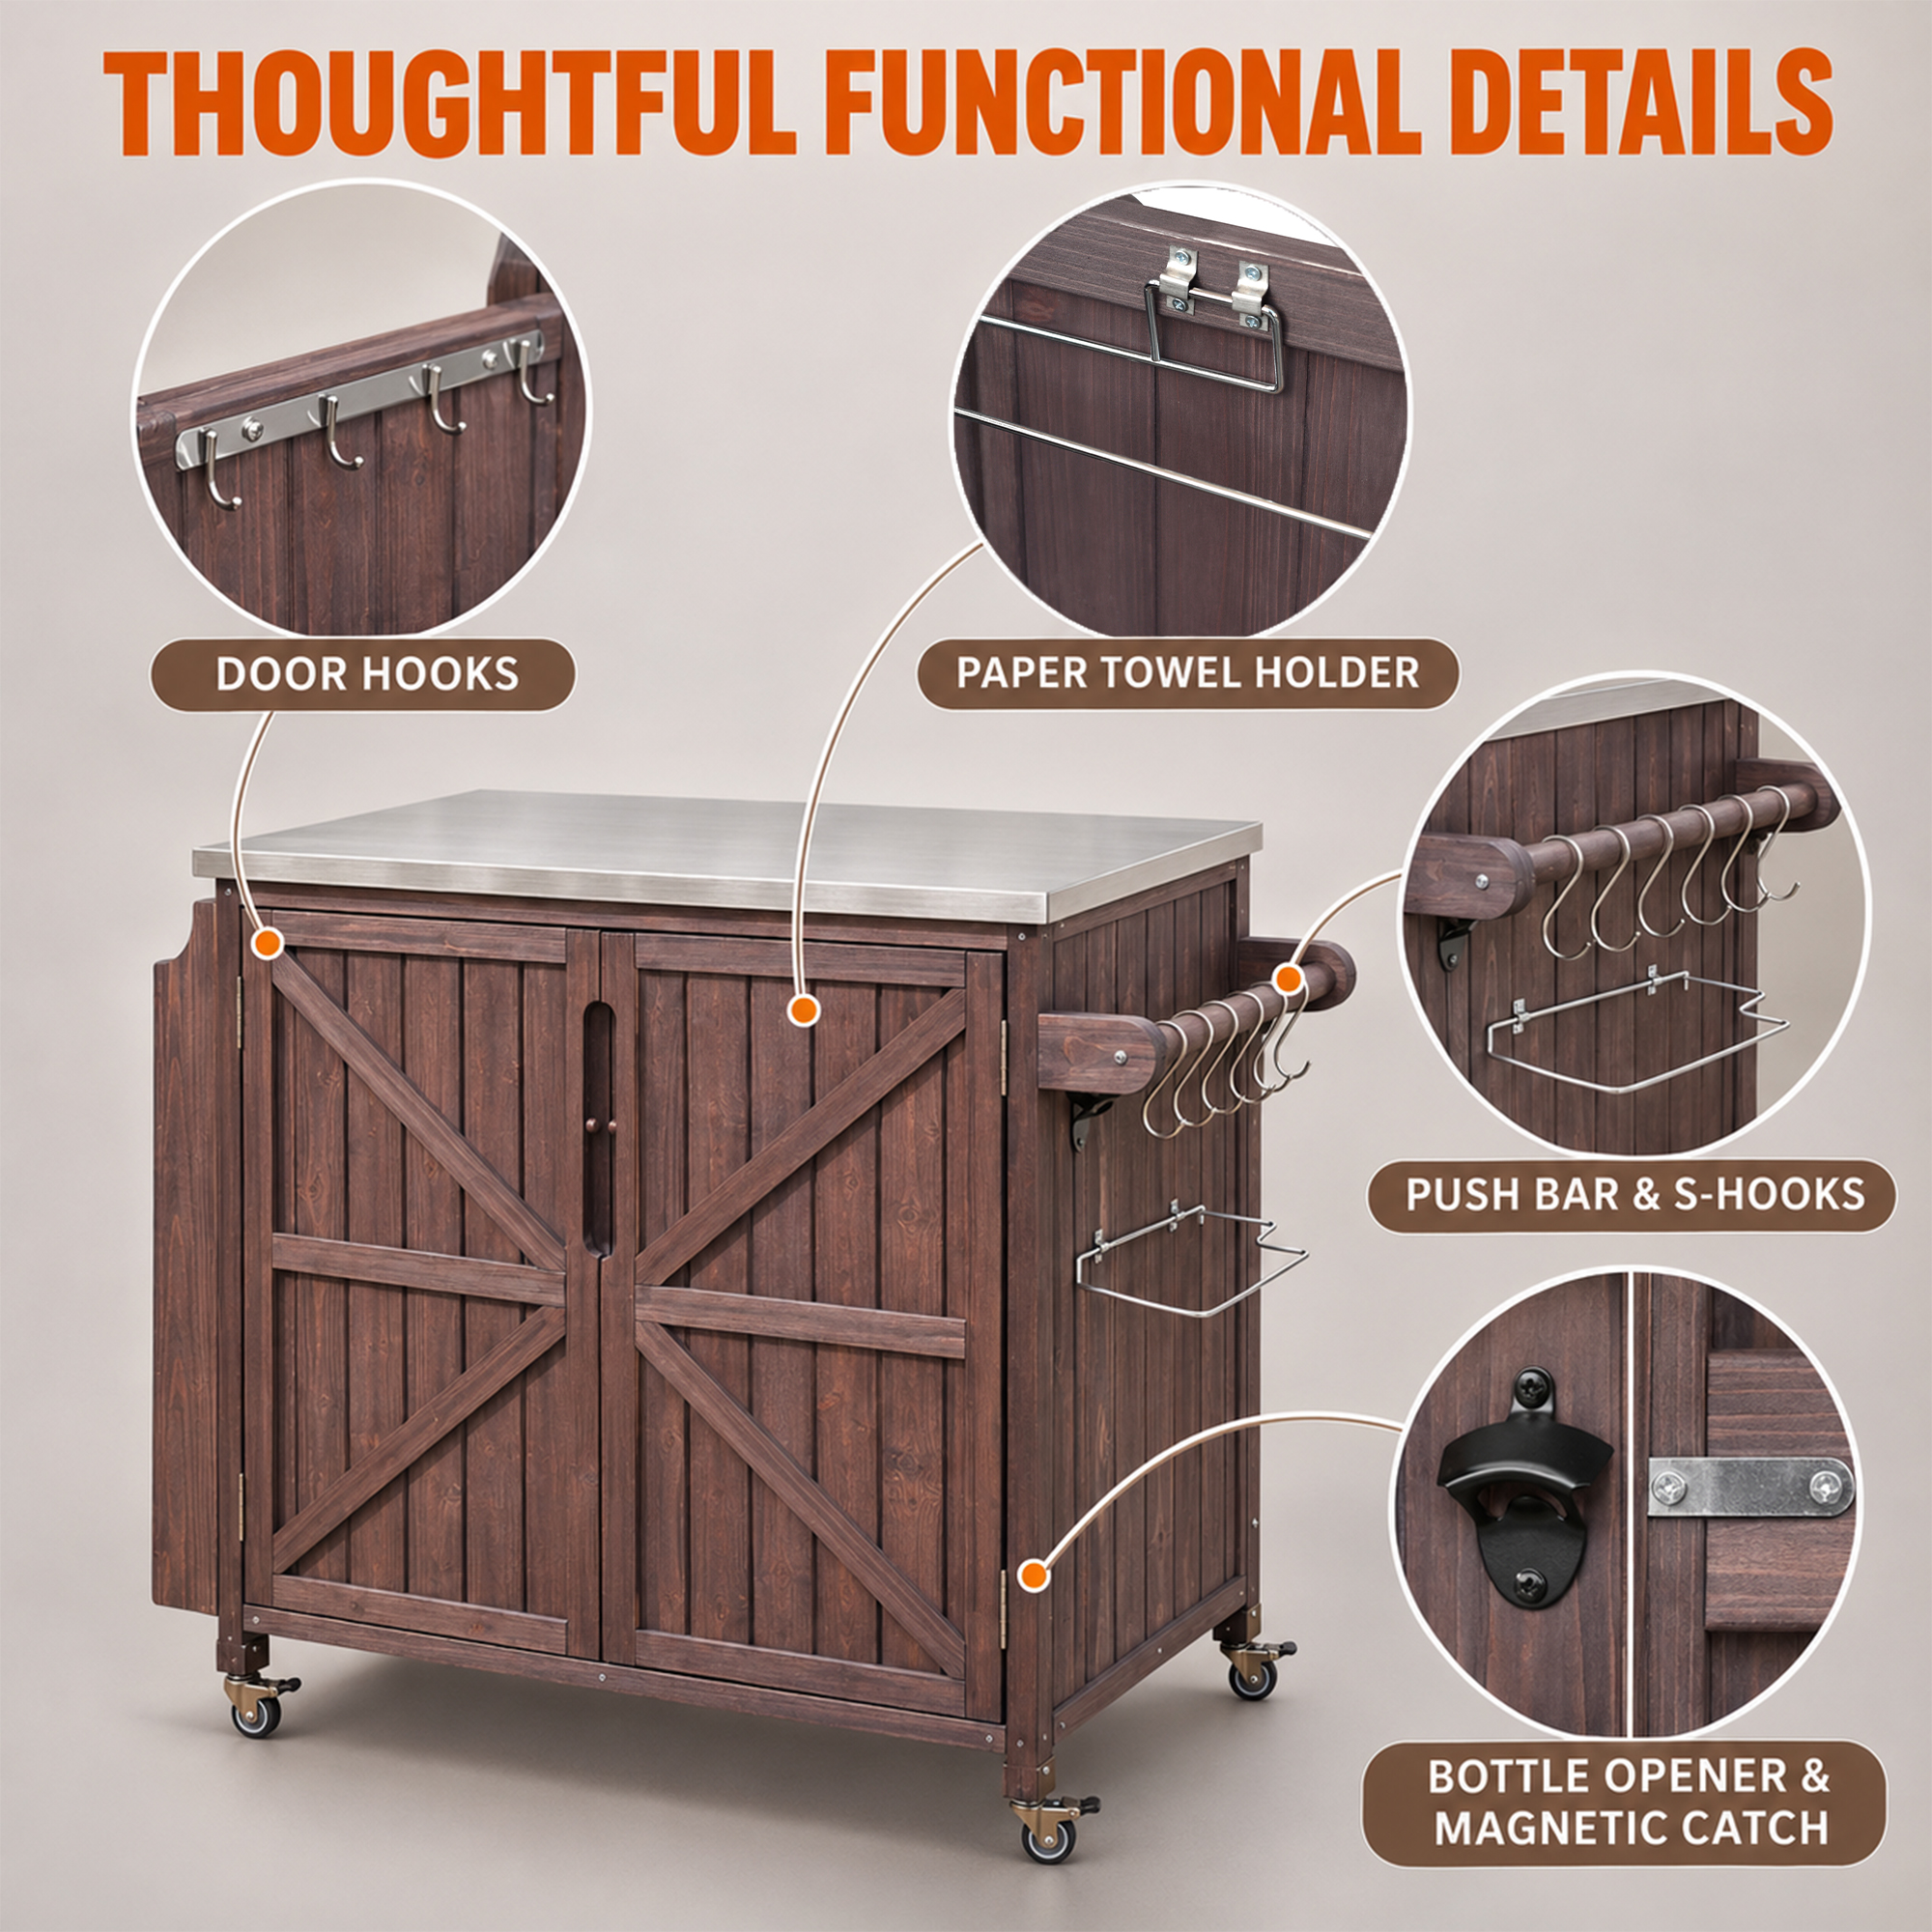 THOUGHTFUL FUNCTIONAL DETAILS
DOOR HOOKS
PAPER TOWEL HOLDER
PUSH BAR & S-HOOKS
BOTTLE OPENER &
MAGNETIC CATCH